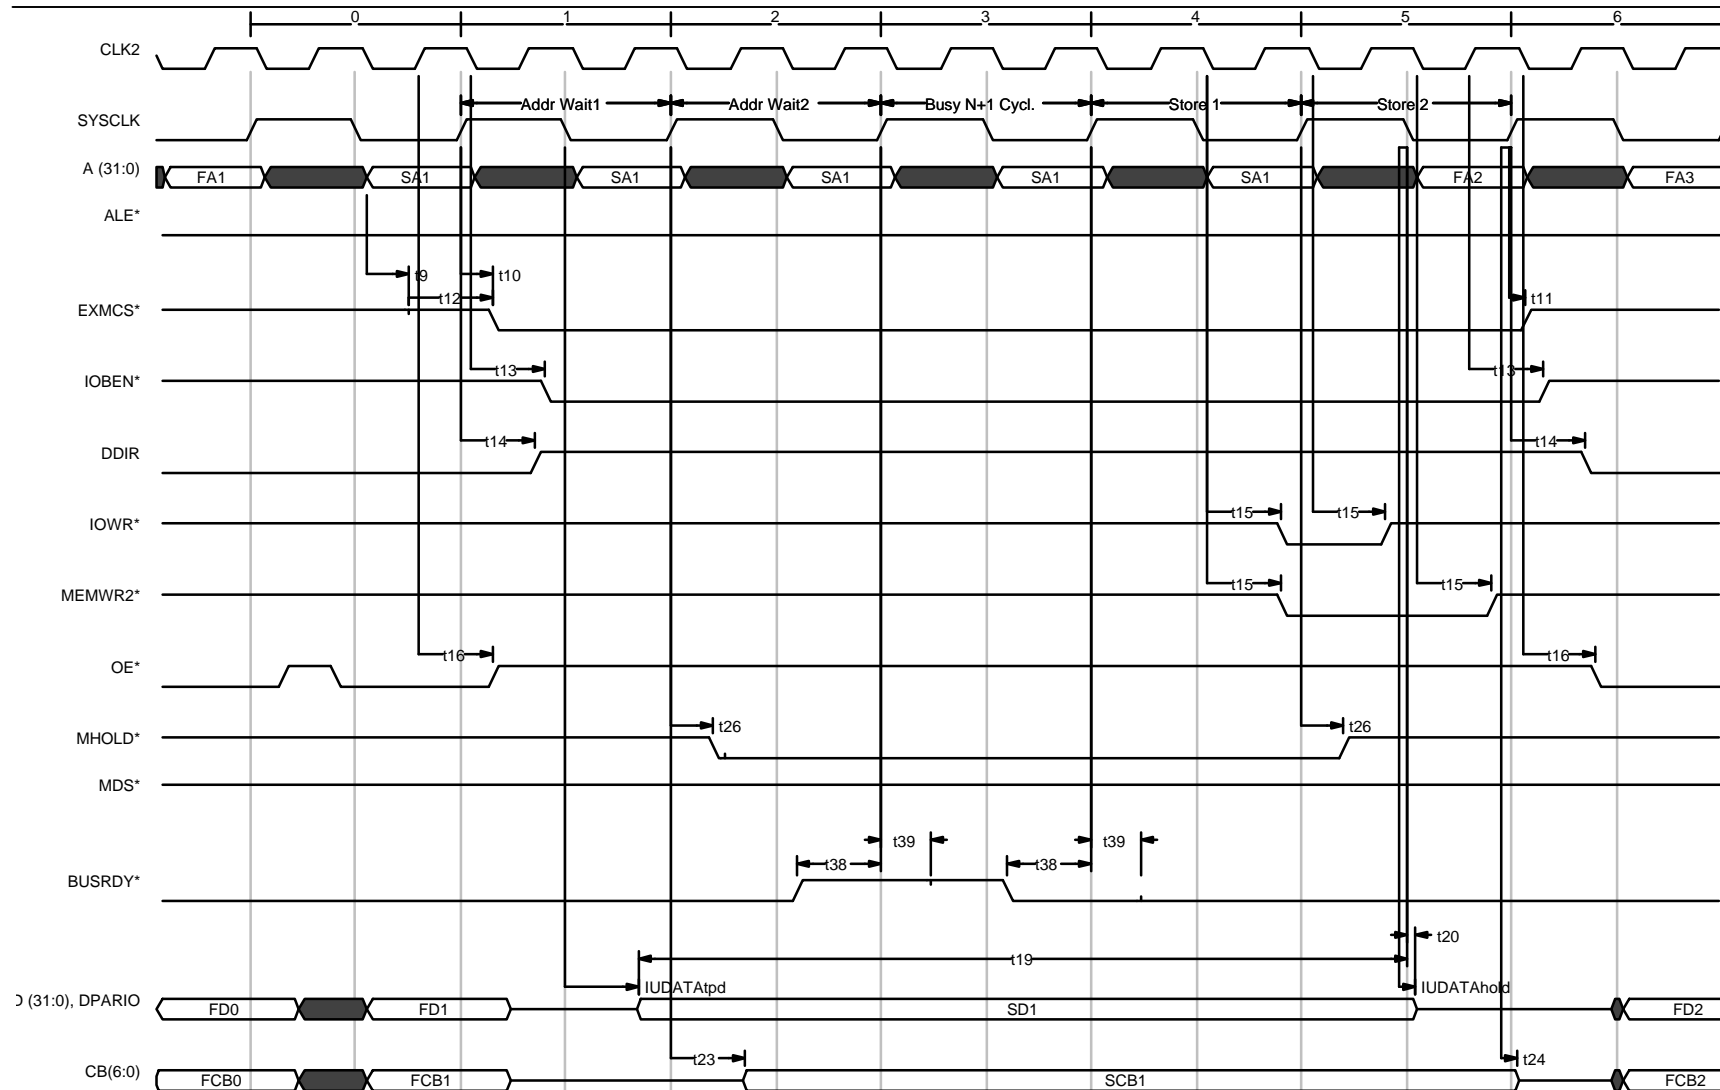 0 1 2 3 4 5 6
CLK2
Addr Wait1 Addr Wait2 Busy N+1 Cycl. Store 1 Store 2
SYSCLK
A (31:0) FA1 SA1 SA1 SA1 SA1 SA1 FA2 FA3
ALE*
t9 t10
t12 t11
EXMCS*
t13 t13
IOBEN*
t14 t14
DDIR
t15 t15
IOWR*
t15 t15
MEMWR2*
t16 t16
OE*
t26 t26
MHOLD*
MDS*
t39 t39
t38 t38
BUSRDY*
t20
t19
IUDATAtpd IUDATAhold
D (31:0), DPARIO FD0 FD1 SD1 FD2
t23 t24
CB(6:0) FCB0 FCB1 SCB1 FCB2